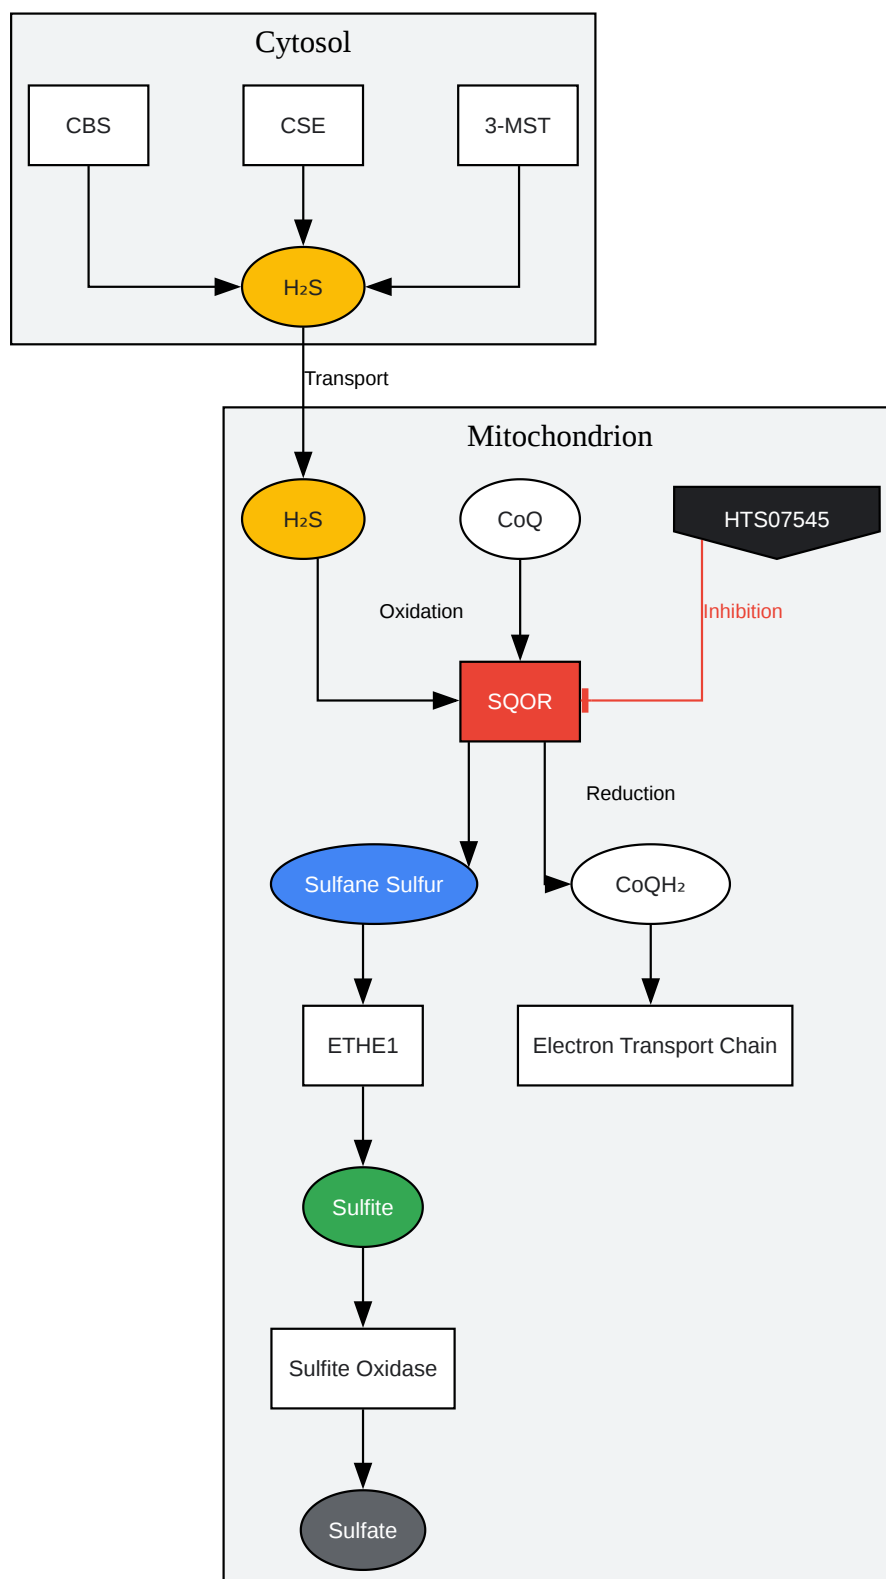 Cytosol
CBS
CSE
3-MST
H₂S
Transport
Mitochondrion
H₂S
CoQ
HTS07545
Oxidation
Inhibition
SQOR
Reduction
Sulfane Sulfur
CoQH₂
ETHE1
Electron Transport Chain
Sulfite
Sulfite Oxidase
Sulfate